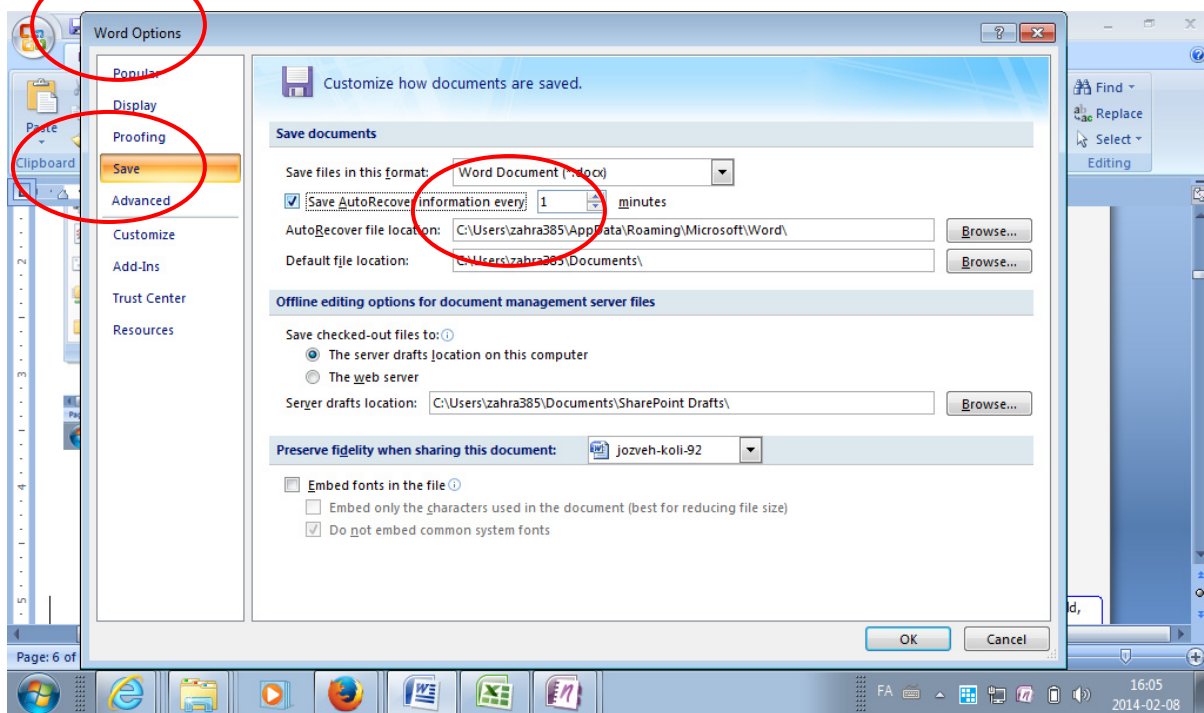 Word Options
Popular
Display
Proofing
Save
Advanced
Customize
Add-Ins
Trust Center
Resources
Customize how documents are saved.
Save documents
Save files in this format: Word Document (*.docx)
Save AutoRecover information every 1 minutes
AutoRecover file location: C:\Users\zahra385\AppData\Roaming\Microsoft\Word\ Browse...
Default file location: C:\Users\zahra385\Documents\ Browse...
Offline editing options for document management server files
Save checked-out files to:
The server drafts location on this computer
The web server
Server drafts location: C:\Users\zahra385\Documents\SharePoint Drafts\ Browse...
Preserve fidelity when sharing this document: jozveh-koli-92
Embed fonts in the file
Embed only the characters used in the document (best for reducing file size)
Do not embed common system fonts
OK Cancel
Paste
Clipboard
Find
Replace
Select
Editing
ld,
Page: 6 of
FA
16:05
2014-02-08